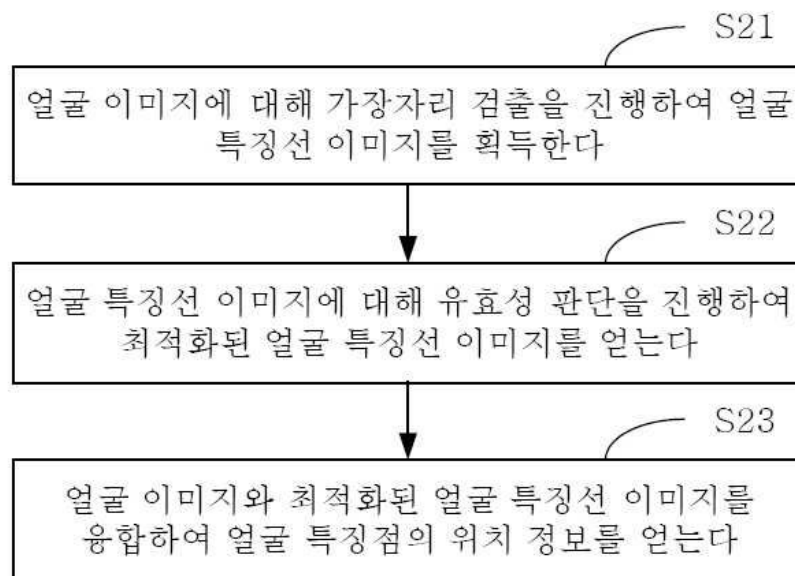 S21
얼굴 이미지에 대해 가장자리 검출을 진행하여 얼굴
특징선 이미지를 획득한다
S22
얼굴 특징선 이미지에 대해 유효성 판단을 진행하여
최적화된 얼굴 특징선 이미지를 얻는다
S23
얼굴 이미지와 최적화된 얼굴 특징선 이미지를
융합하여 얼굴 특징점의 위치 정보를 얻는다